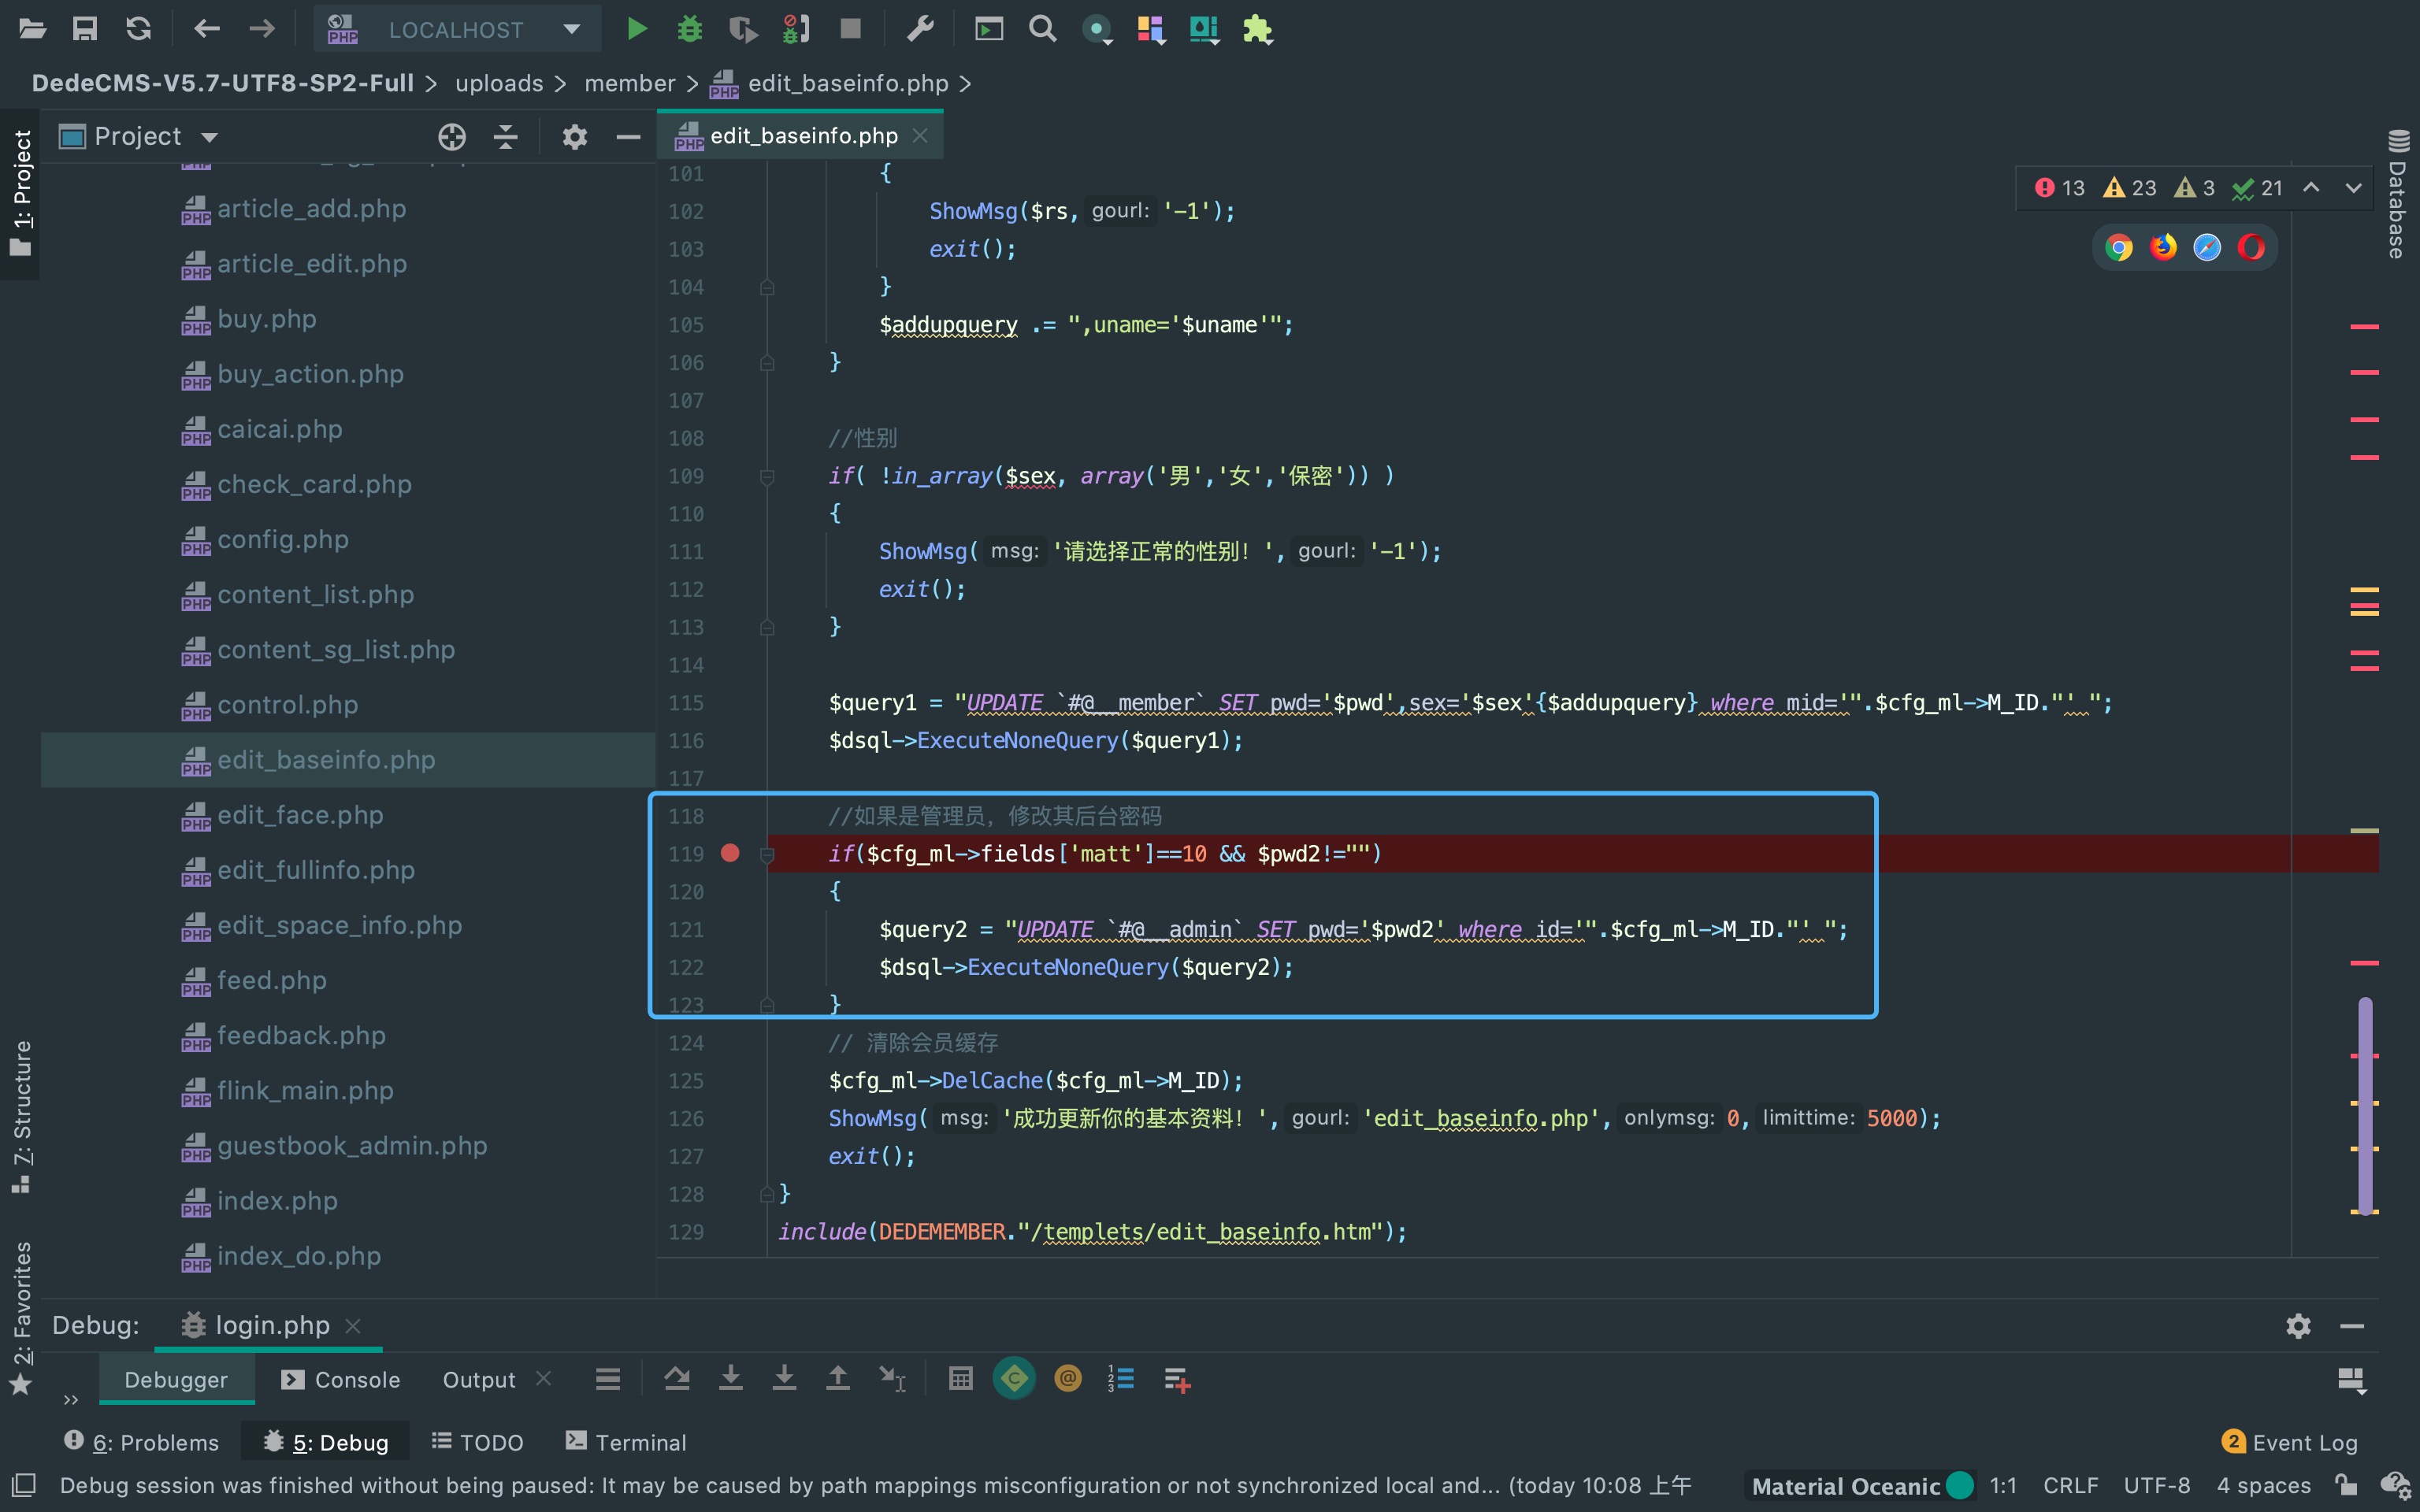 LOCALHOST
DedeCMS-V5.7-UTF8-SP2-Full > uploads > member > edit_baseinfo.php >
1: Project
Project
article_add.php
article_edit.php
buy.php
buy_action.php
caicai.php
check_card.php
config.php
content_list.php
content_sg_list.php
control.php
edit_baseinfo.php
edit_face.php
edit_fullinfo.php
edit_space_info.php
feed.php
feedback.php
flink_main.php
guestbook_admin.php
index.php
index_do.php
7: Structure
2: Favorites
edit_baseinfo.php
13 23 3 21
Database
101 {
102 ShowMsg($rs, gourl: '-1');
103 exit();
104 }
105 $addupquery .= ",uname='$uname'";
106 }
107
108 //性别
109 if( !in_array($sex, array('男','女','保密')) )
110 {
111 ShowMsg( msg: '请选择正常的性别！', gourl: '-1');
112 exit();
113 }
114
115 $query1 = "UPDATE `#@__member` SET pwd='$pwd',sex='$sex'{$addupquery} where mid='".$cfg_ml->M_ID."' ";
116 $dsql->ExecuteNoneQuery($query1);
117
118 //如果是管理员，修改其后台密码
119 if($cfg_ml->fields['matt']==10 && $pwd2!="")
120 {
121 $query2 = "UPDATE `#@__admin` SET pwd='$pwd2' where id='".$cfg_ml->M_ID."' ";
122 $dsql->ExecuteNoneQuery($query2);
123 }
124 // 清除会员缓存
125 $cfg_ml->DelCache($cfg_ml->M_ID);
126 ShowMsg( msg: '成功更新你的基本资料！', gourl: 'edit_baseinfo.php', onlymsg: 0, limittime: 5000);
127 exit();
128 }
129 include(DEDEMEMBER."/templets/edit_baseinfo.htm");
Debug: login.php
Debugger Console Output
6: Problems 5: Debug TODO Terminal 2 Event Log
Debug session was finished without being paused: It may be caused by path mappings misconfiguration or not synchronized local and... (today 10:08 上午 Material Oceanic 1:1 CRLF UTF-8 4 spaces